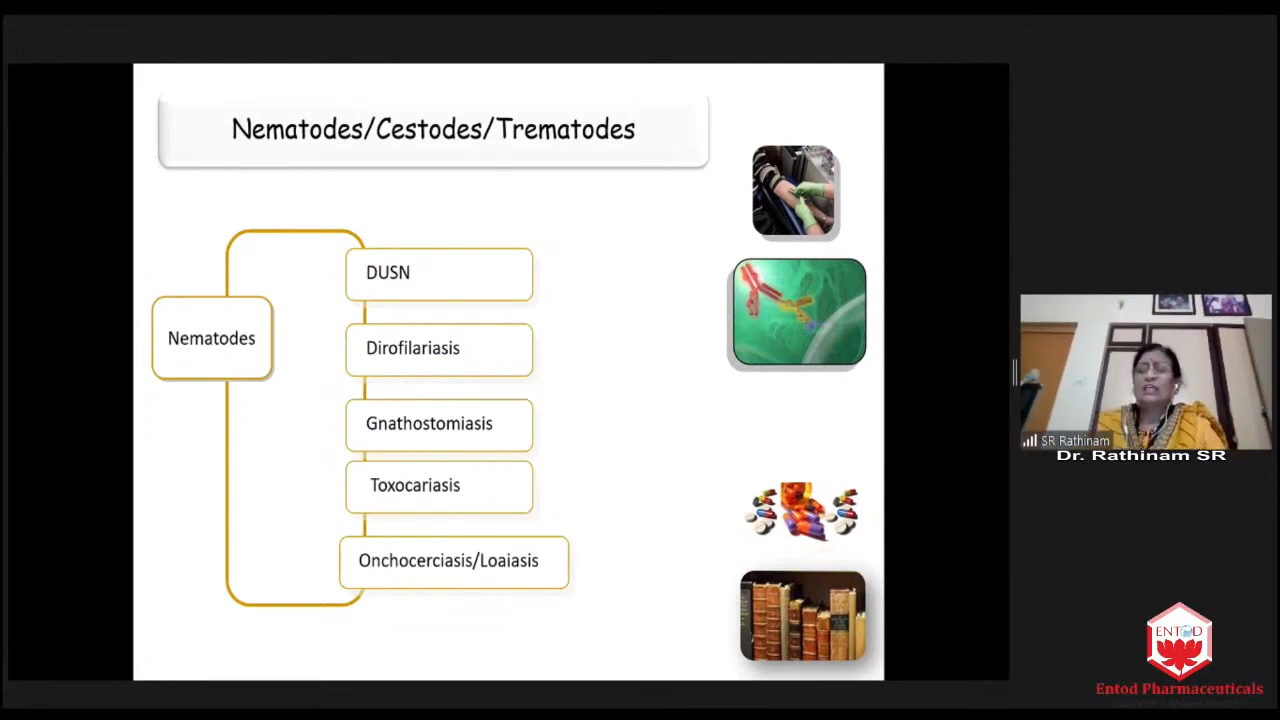 Nematodes/Cestodes/Trematodes
Nematodes
DUSN
Dirofilariasis
Gnathostomiasis
Toxocariasis
Onchocerciasis/Loaiasis
SR Rathinam
Dr. Rathinam SR
ENTOD
Entod Pharmaceuticals